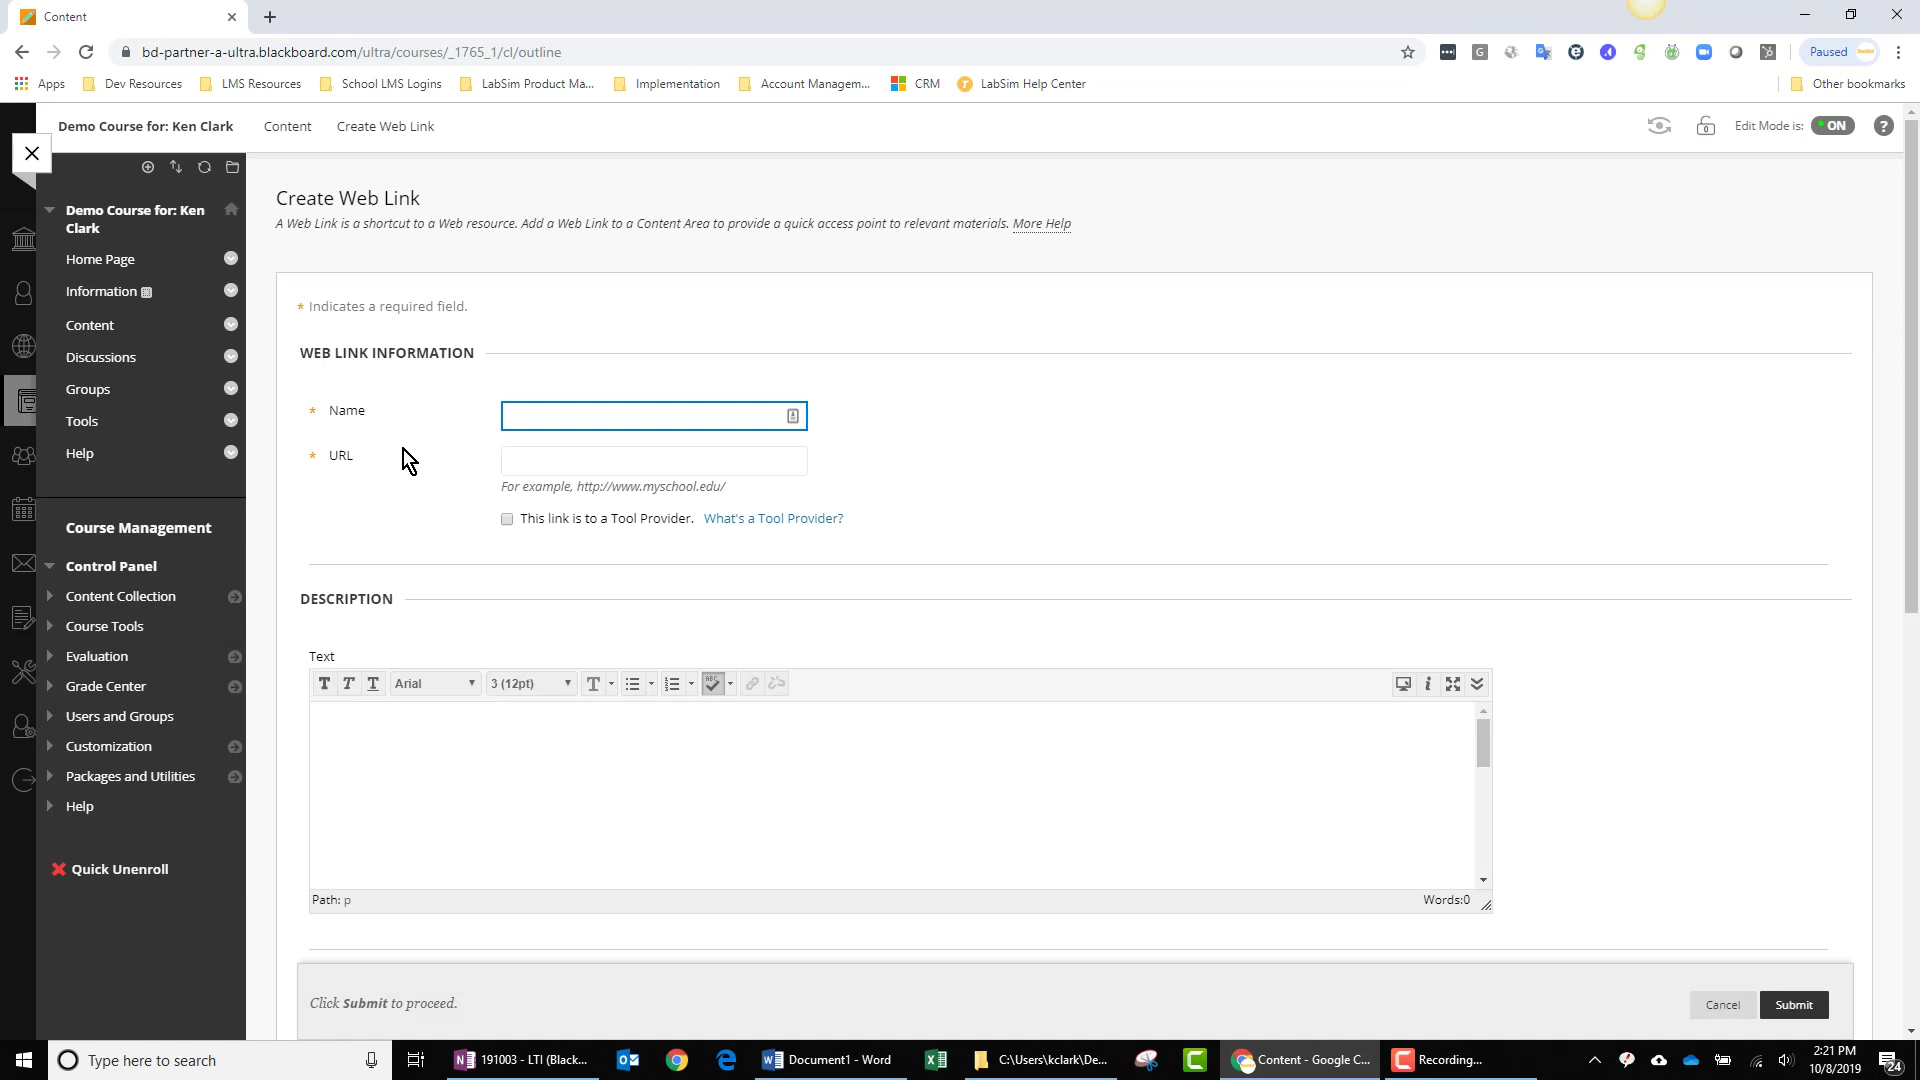 Content
bd-partner-a-ultra.blackboard.com/ultra/courses/_1765_1/cl/outline
Paused
Apps
Dev Resources
LMS Resources
School LMS Logins
LabSim Product Ma...
Implementation
Account Managem...
CRM
LabSim Help Center
Other bookmarks
Demo Course for: Ken Clark
Content
Create Web Link
Edit Mode is:
ON
?
Demo Course for: Ken
Clark
Home Page
Information
Content
Discussions
Groups
Tools
Help
Course Management
Control Panel
Content Collection
Course Tools
Evaluation
Grade Center
Users and Groups
Customization
Packages and Utilities
Help
Quick Unenroll
Create Web Link
A Web Link is a shortcut to a Web resource. Add a Web Link to a Content Area to provide a quick access point to relevant materials. More Help
* Indicates a required field.
WEB LINK INFORMATION
* Name
* URL
For example, http://www.myschool.edu/
This link is to a Tool Provider. What's a Tool Provider?
DESCRIPTION
Text
T T T Arial 3 (12pt) T ABC
Path: p
Words:0
Click Submit to proceed.
Cancel
Submit
Type here to search
191003 - LTI (Black...
Document1 - Word
C:\Users\kclark\De...
Content - Google C...
Recording...
2:21 PM
10/8/2019
24